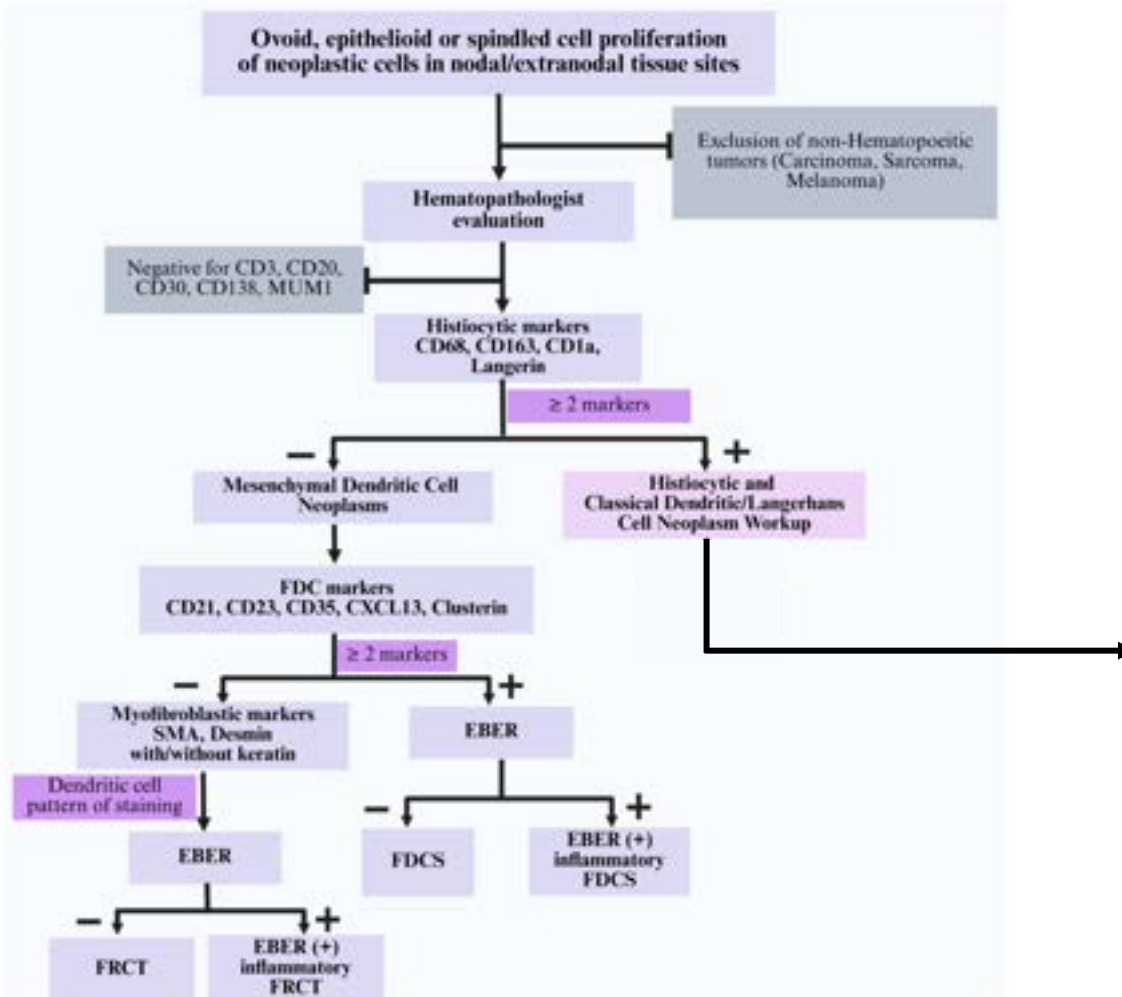 Ovoid, epithelioid or spindled cell proliferation
of neoplastic cells in nodal/extranodal tissue sites
Exclusion of non-Hematopoeitic
tumors (Carcinoma, Sarcoma,
Melanoma)
Hematopathologist
evaluation
Negative for CD3, CD20,
CD30, CD138, MUM1
Histiocytic markers
CD68, CD163, CD1a,
Langerin
≥ 2 markers
−
+
Mesenchymal Dendritic Cell
Neoplasms
Histiocytic and
Classical Dendritic/Langerhans
Cell Neoplasm Workup
FDC markers
CD21, CD23, CD35, CXCL13, Clusterin
≥ 2 markers
−
+
Myofibroblastic markers
SMA, Desmin
with/without keratin
EBER
Dendritic cell
pattern of staining
−
+
EBER
FDCS
EBER (+)
inflammatory
FDCS
−
+
FRCT
EBER (+)
inflammatory
FRCT